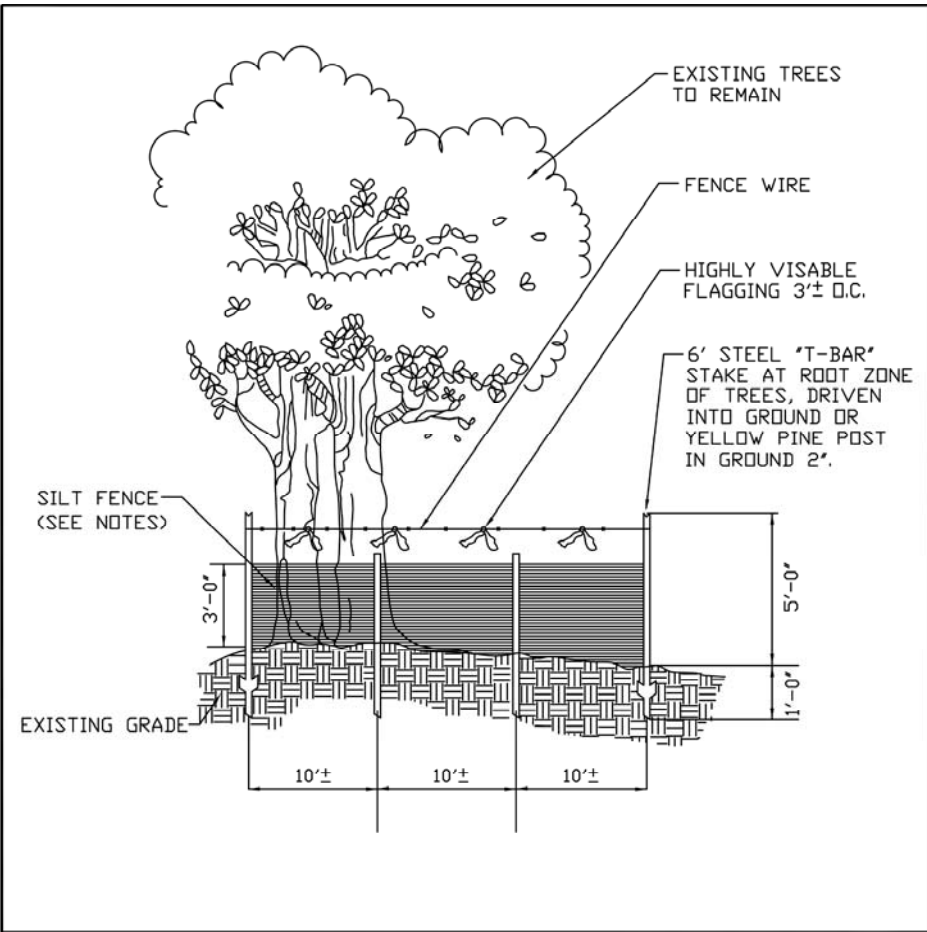 EXISTING TREES
TO REMAIN
FENCE WIRE
HIGHLY VISABLE
FLAGGING 3'± O.C.
6' STEEL "T-BAR"
STAKE AT ROOT ZONE
OF TREES, DRIVEN
INTO GROUND OR
YELLOW PINE POST
IN GROUND 2".
SILT FENCE
(SEE NOTES)
3'-0"
5'-0"
1'-0"
EXISTING GRADE
10'±
10'±
10'±